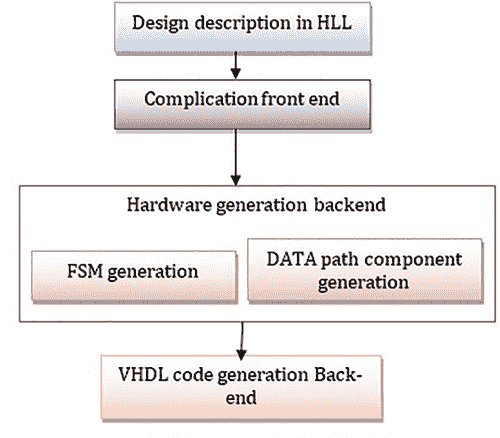 Design description in HLL
Complication front end
Hardware generation backend
FSM generation
DATA path component
generation
VHDL code generation Back-
end